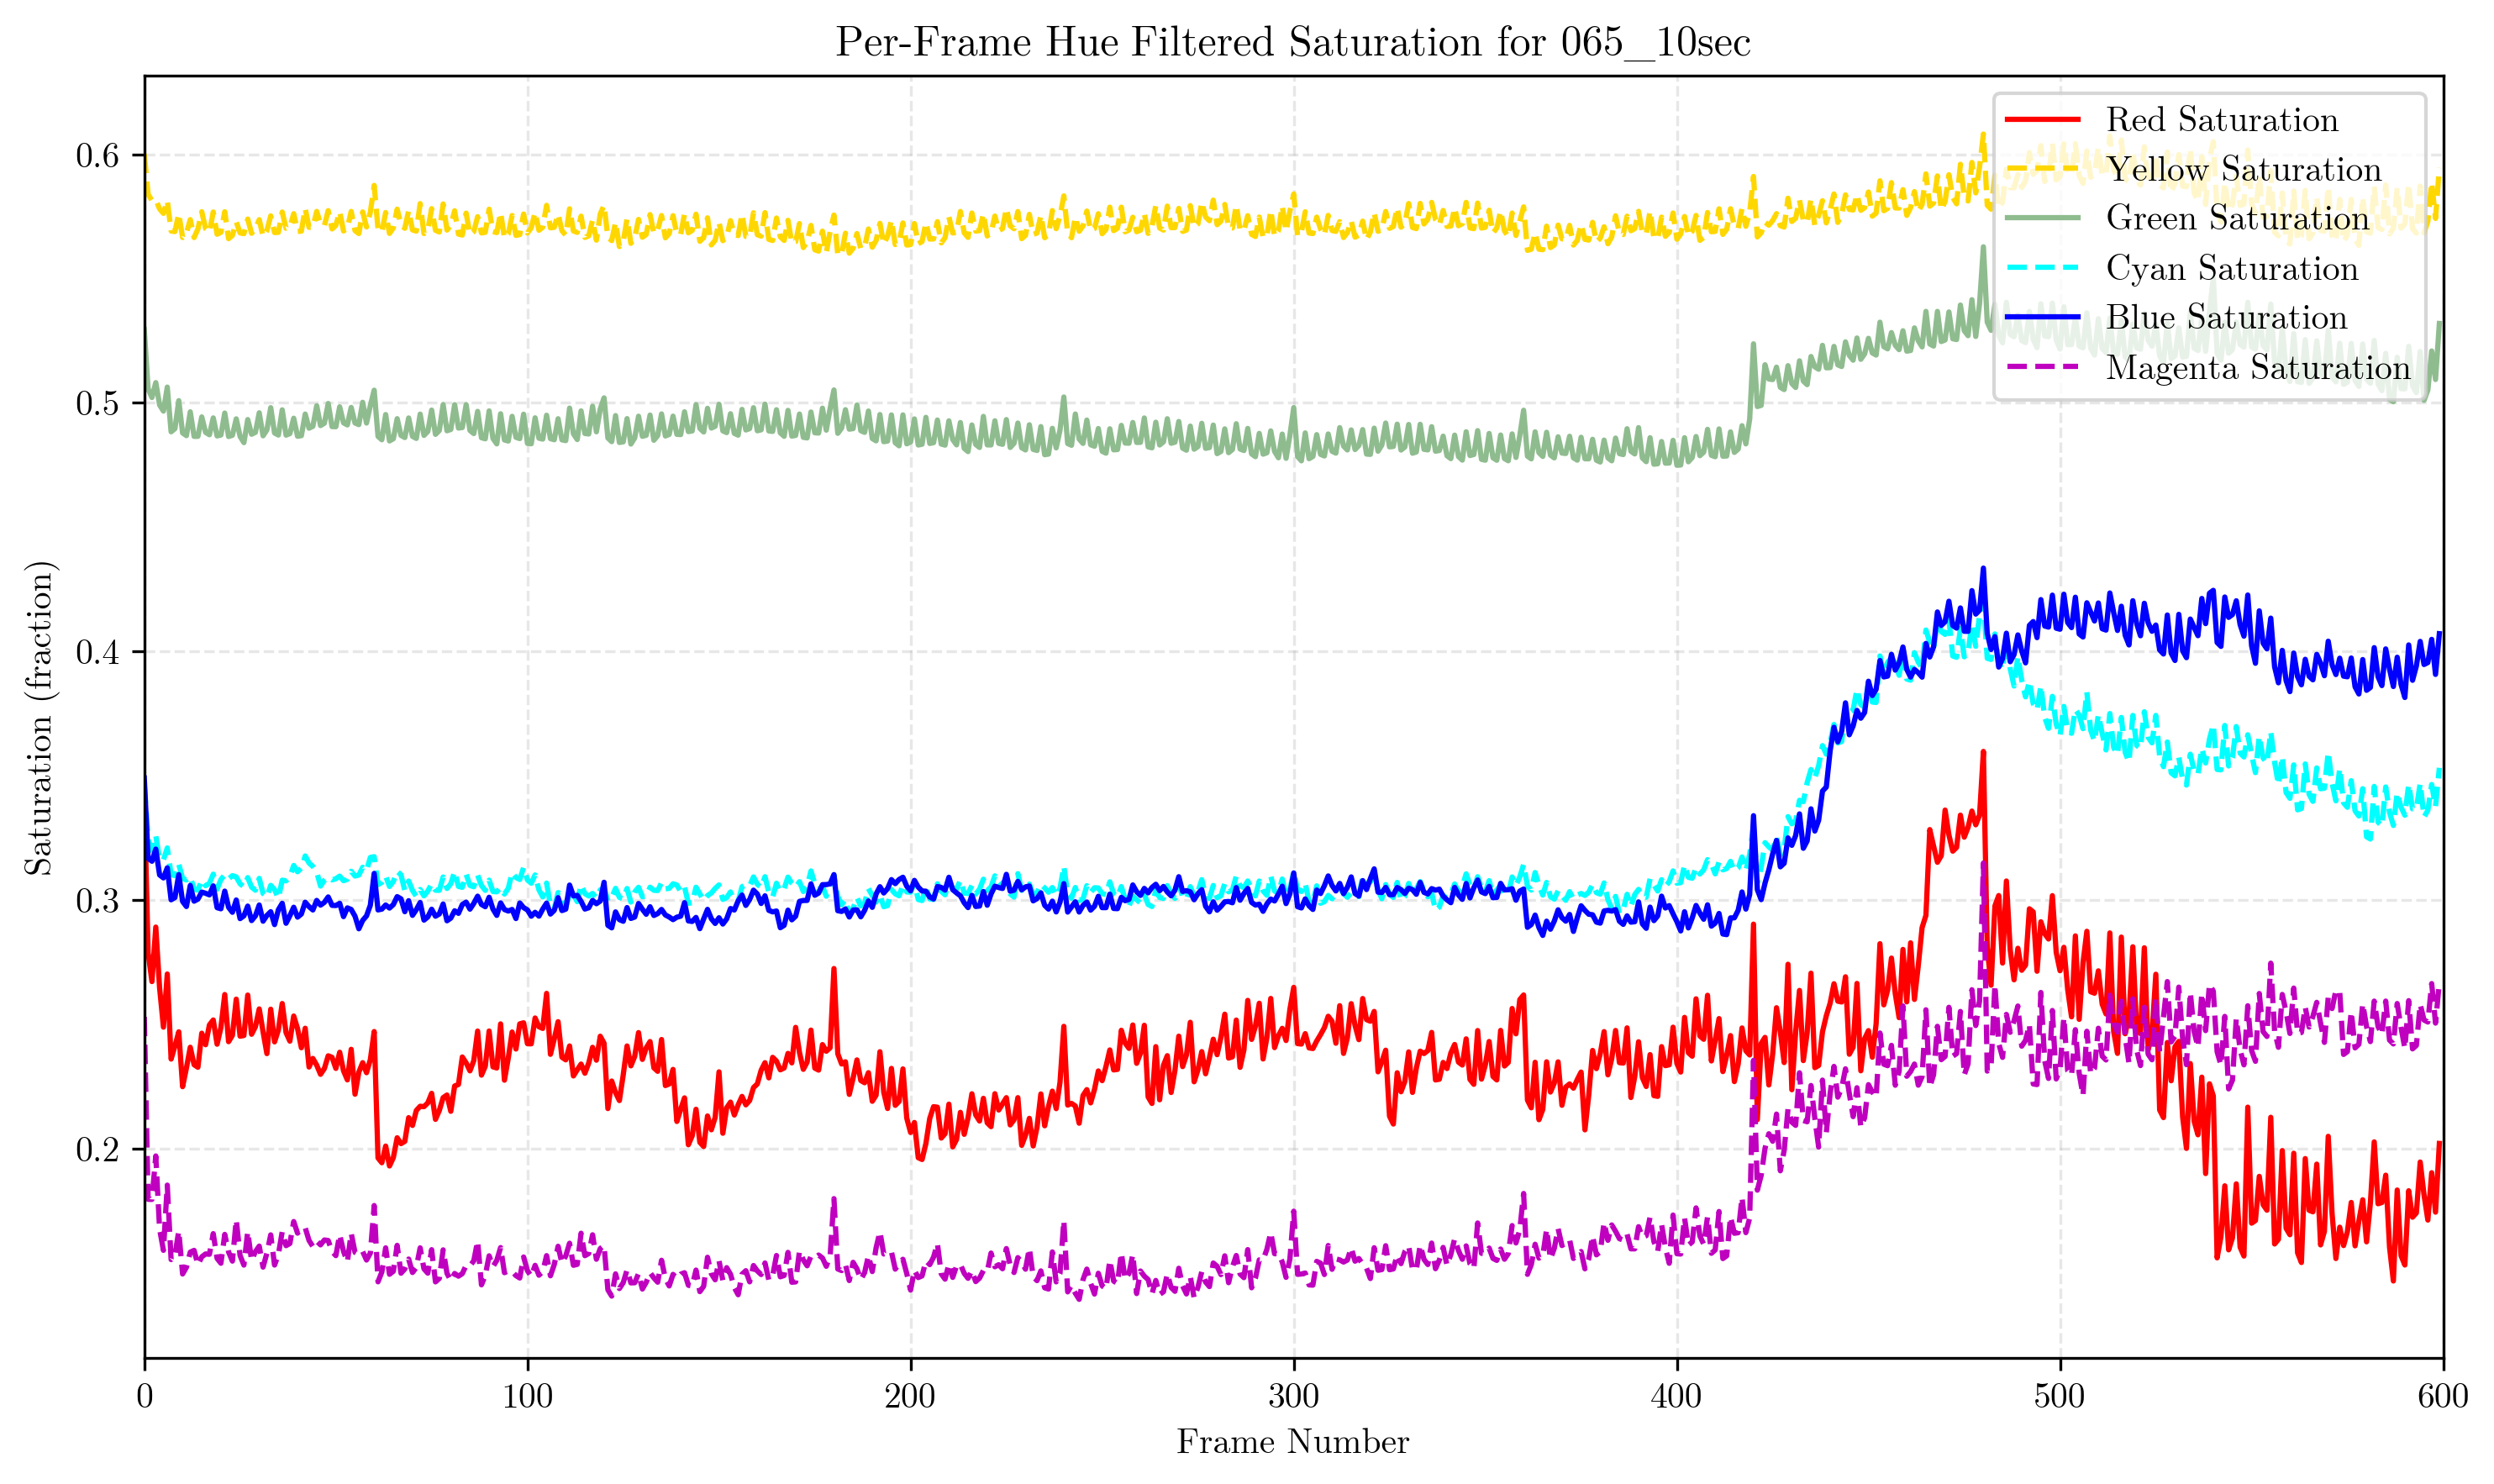 Per-Frame Hue Filtered Saturation for 065_10sec
Red Saturation
Yellow Saturation
Green Saturation
Cyan Saturation
Blue Saturation
Magenta Saturation
Saturation (fraction)
0.6
0.5
0.4
0.3
0.2
0 100 200 300 400 500 600
Frame Number